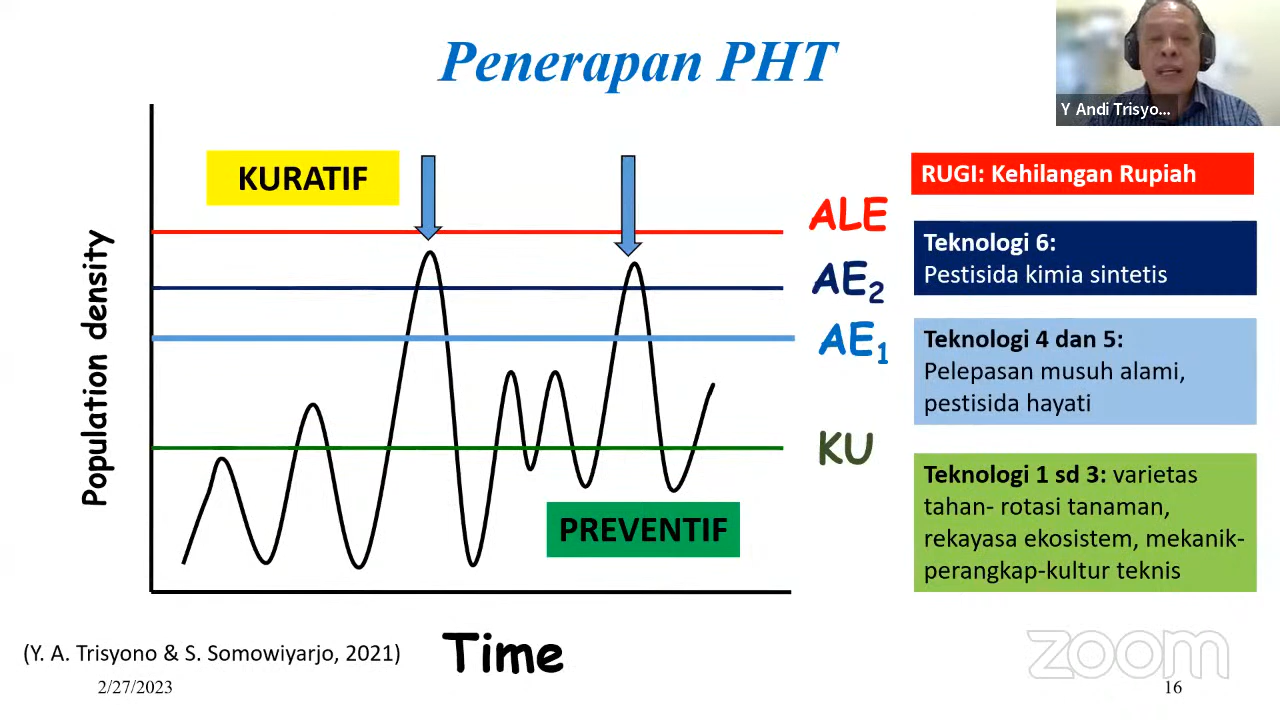 Penerapan PHT
Y Andi Trisyo...
KURATIF
RUGI: Kehilangan Rupiah
ALE
Teknologi 6:
Pestisida kimia sintetis
AE2
AE1
Teknologi 4 dan 5:
Pelepasan musuh alami,
pestisida hayati
Population density
KU
Teknologi 1 sd 3: varietas
tahan- rotasi tanaman,
rekayasa ekosistem, mekanik-
perangkap-kultur teknis
PREVENTIF
Time
(Y. A. Trisyono & S. Somowiyarjo, 2021)
zoom
2/27/2023
16